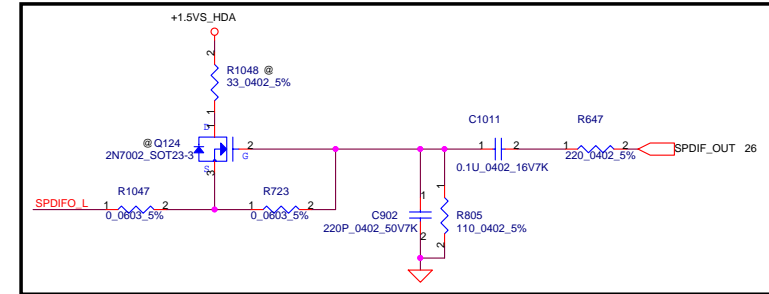 +1.5VS_HDA
2
R1048 @
33_0402_5%
1
D
1
@ Q124
2N7002_SOT23-3
2
G
S
3
C1011
R647
1 2
0.1U_0402_16V7K
1 2
220_0402_5%
SPDIF_OUT 26
SPDIFO_L
R1047
1 2
0_0603_5%
R723
1 2
0_0603_5%
1
C902
220P_0402_50V7K
2
1
R805
110_0402_5%
2